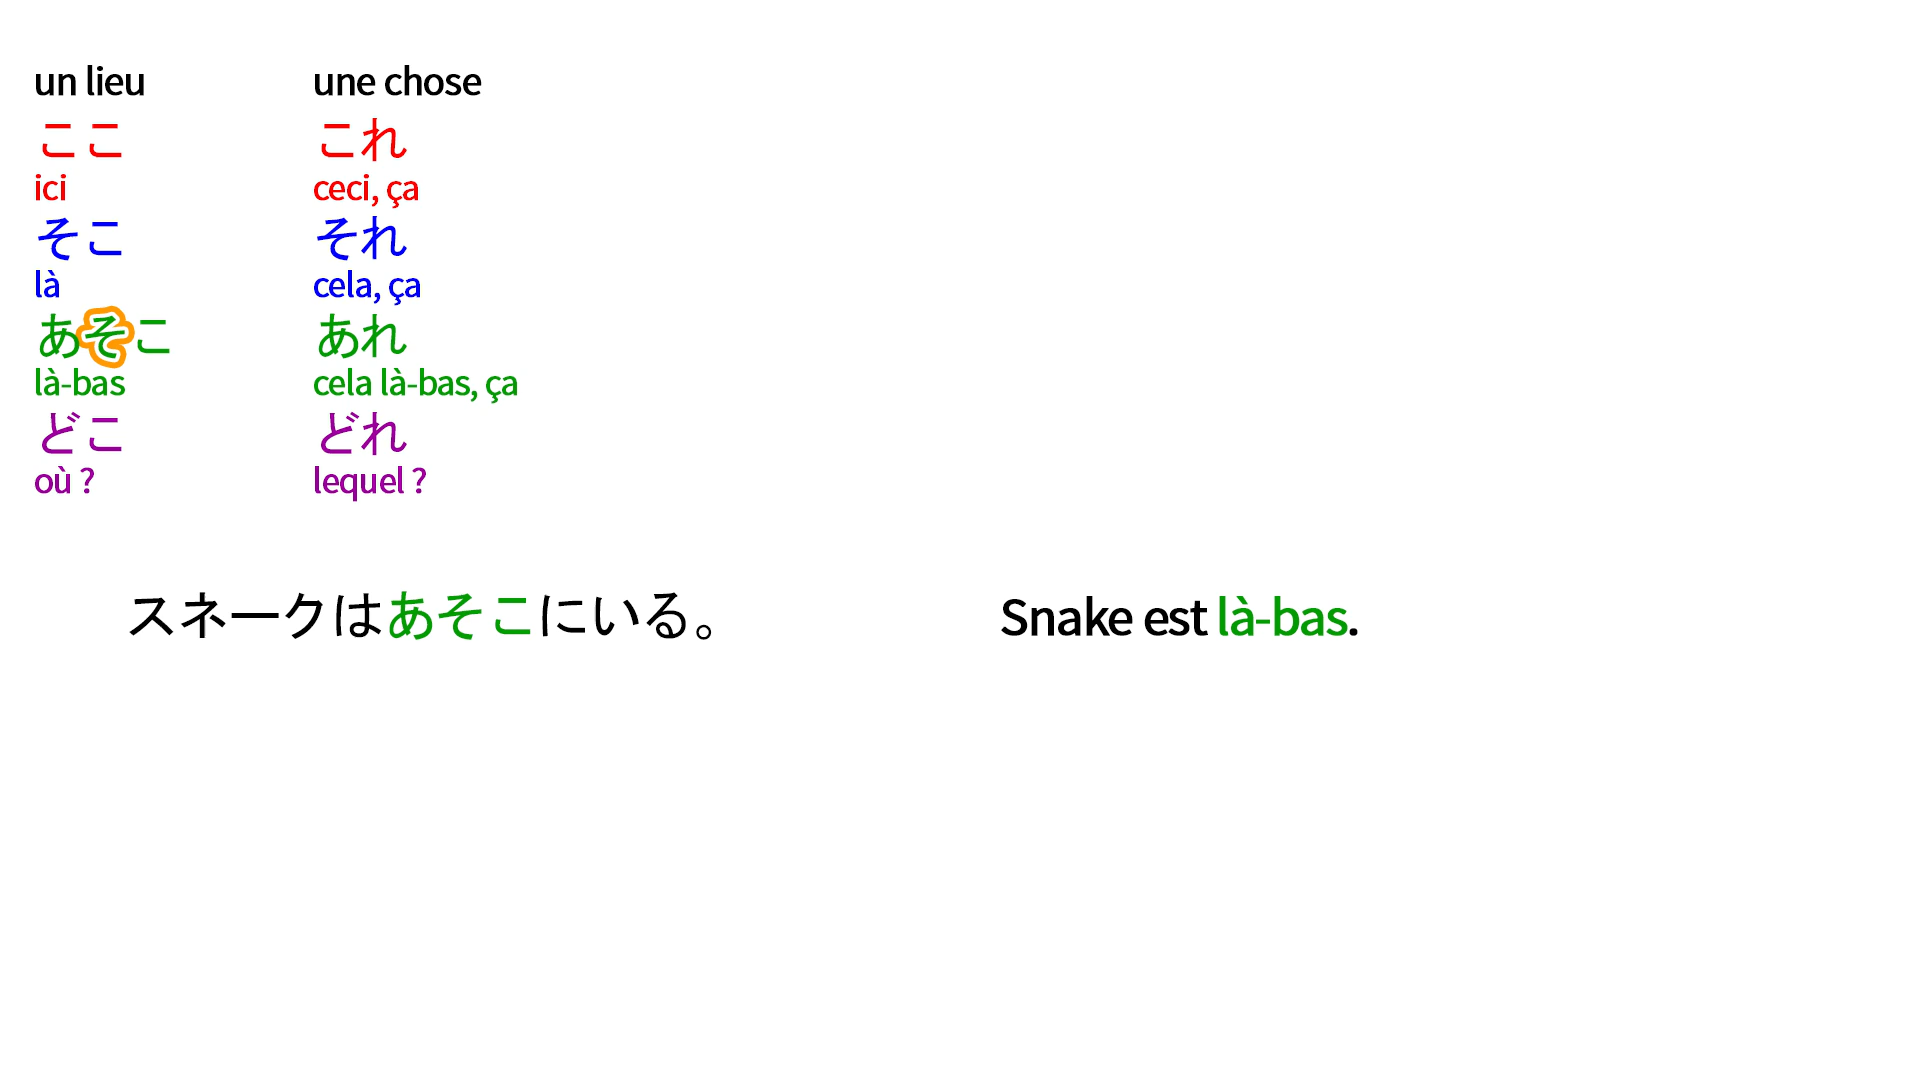 un lieu
ここ
ici
そこ
là
あそこ
là-bas
どこ
où ?
une chose
これ
ceci, ça
それ
cela, ça
あれ
cela là-bas, ça
どれ
lequel ?
スネークはあそこにいる。
Snake est là-bas.